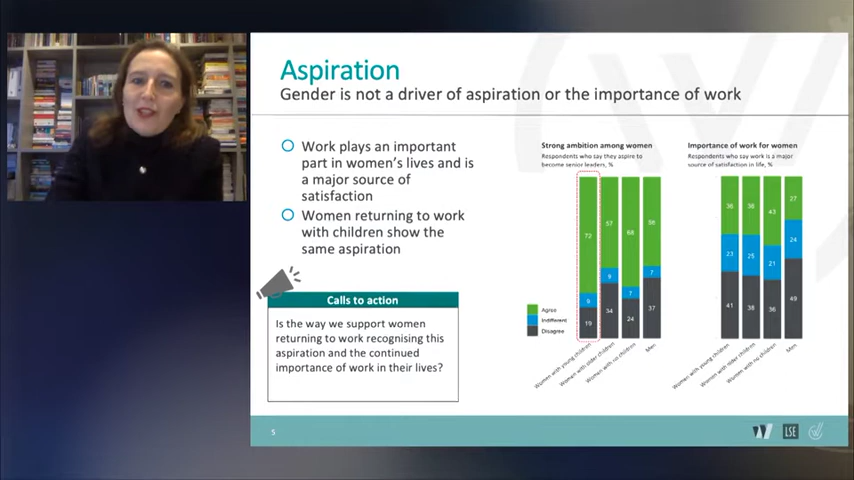 Aspiration
Gender is not a driver of aspiration or the importance of work
Work plays an important
part in women's lives and is
a major source of
satisfaction
Women returning to work
with children show the
same aspiration
Calls to action
Is the way we support women
returning to work recognising this
aspiration and the continued
importance of work in their lives?
Strong ambition among women
Respondents who say they aspire to
become senior leaders, %
72 57 68 56
9 9 7 7
19 34 24 37
Agree
Indifferent
Disagree
Women with young children
Women with older children
Women with no children
Men
Importance of work for women
Respondents who say work is a major
source of satisfaction in life, %
36 36 43 27
23 25 21 24
41 38 36 49
Women with young children
Women with older children
Women with no children
Men
5
W LSE